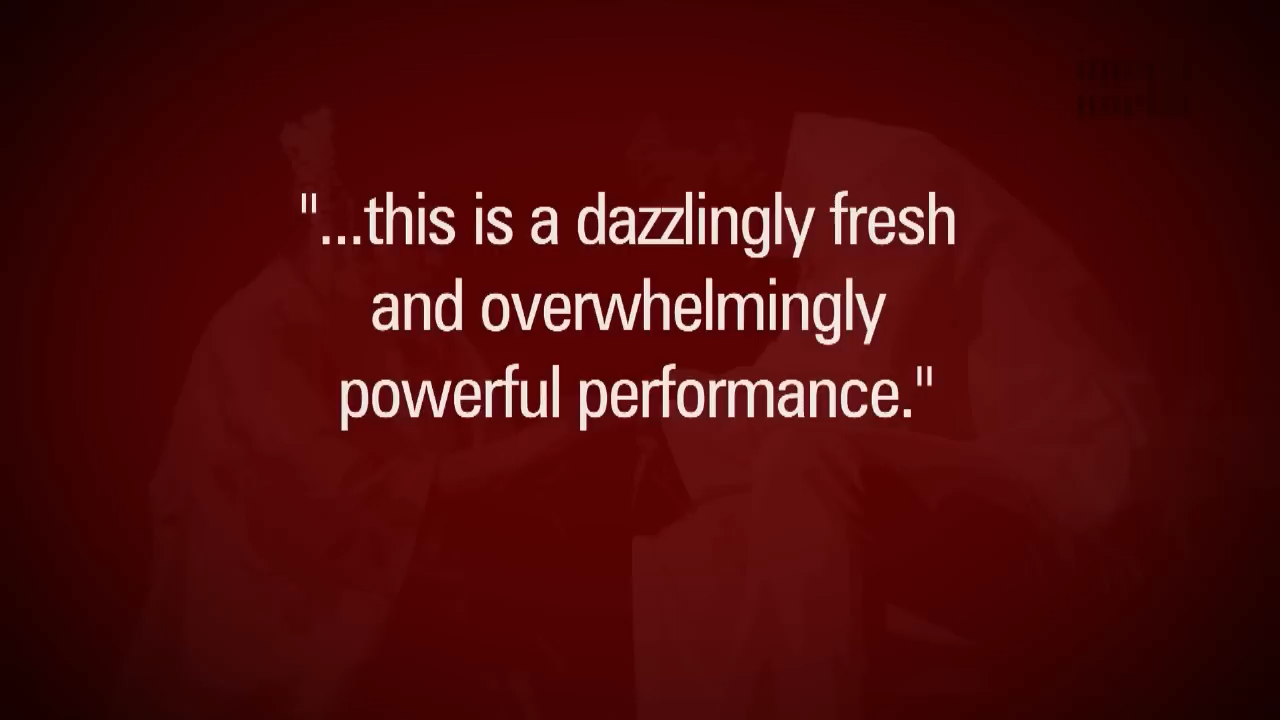 "...this is a dazzlingly fresh
and overwhelmingly
powerful performance."